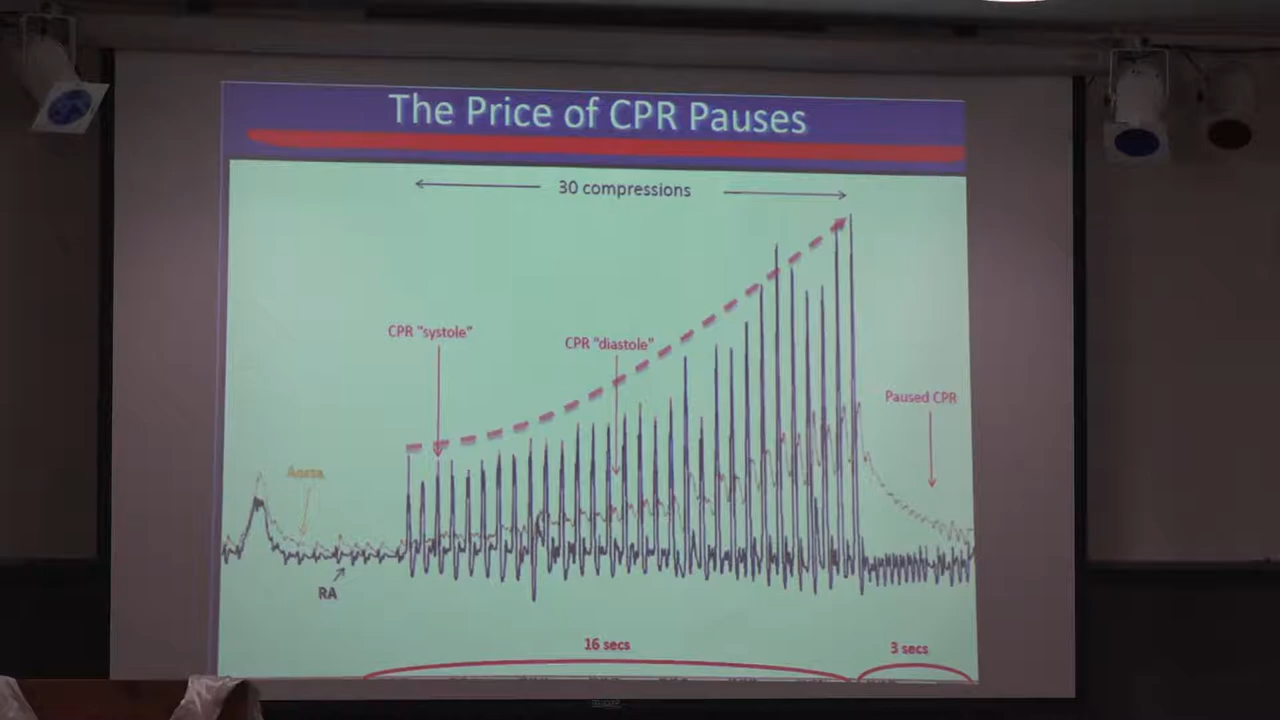 The Price of CPR Pauses
30 compressions
CPR "systole"
CPR "diastole"
Paused CPR
Aorta
RA
16 secs
3 secs